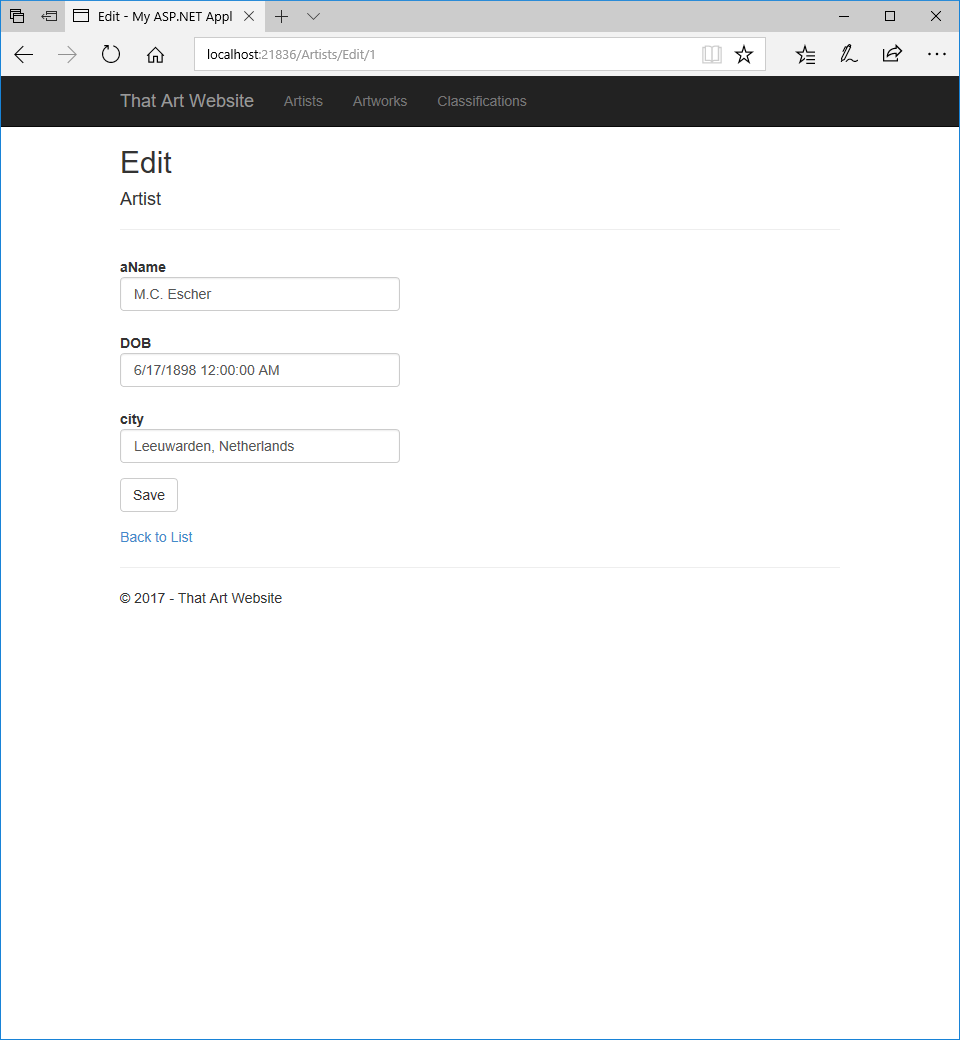 Edit - My ASP.NET Appl
localhost:21836/Artists/Edit/1
That Art Website Artists Artworks Classifications
Edit
Artist
aName
M.C. Escher
DOB
6/17/1898 12:00:00 AM
city
Leeuwarden, Netherlands
Save
Back to List
© 2017 - That Art Website